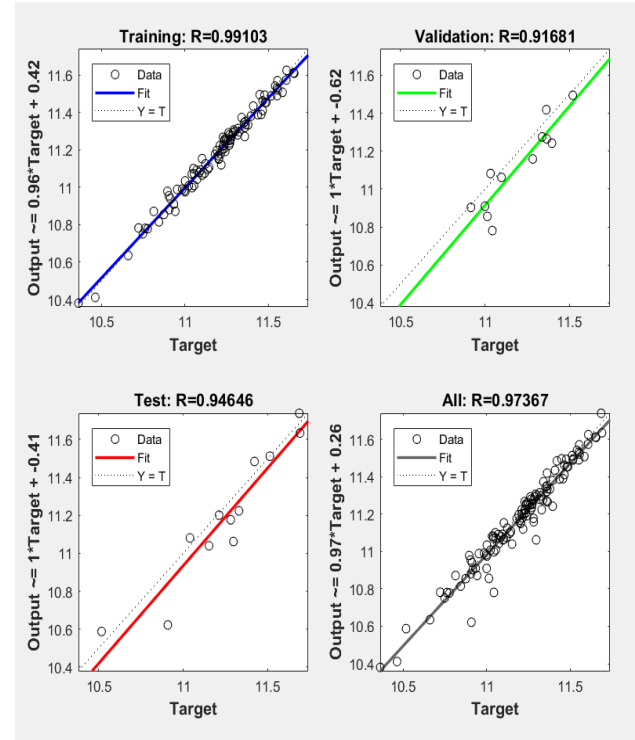 Training: R=0.99103
Output ~= 0.96*Target + 0.42
11.6
11.4
11.2
11
10.8
10.6
10.4
Data
Fit
Y = T
10.5 11 11.5
Target
Validation: R=0.91681
Output ~= 1*Target + -0.62
11.6
11.4
11.2
11
10.8
10.6
10.4
Data
Fit
Y = T
10.5 11 11.5
Target
Test: R=0.94646
Output ~= 1*Target + -0.41
11.6
11.4
11.2
11
10.8
10.6
10.4
Data
Fit
Y = T
10.5 11 11.5
Target
All: R=0.97367
Output ~= 0.97*Target + 0.26
11.6
11.4
11.2
11
10.8
10.6
10.4
Data
Fit
Y = T
10.5 11 11.5
Target